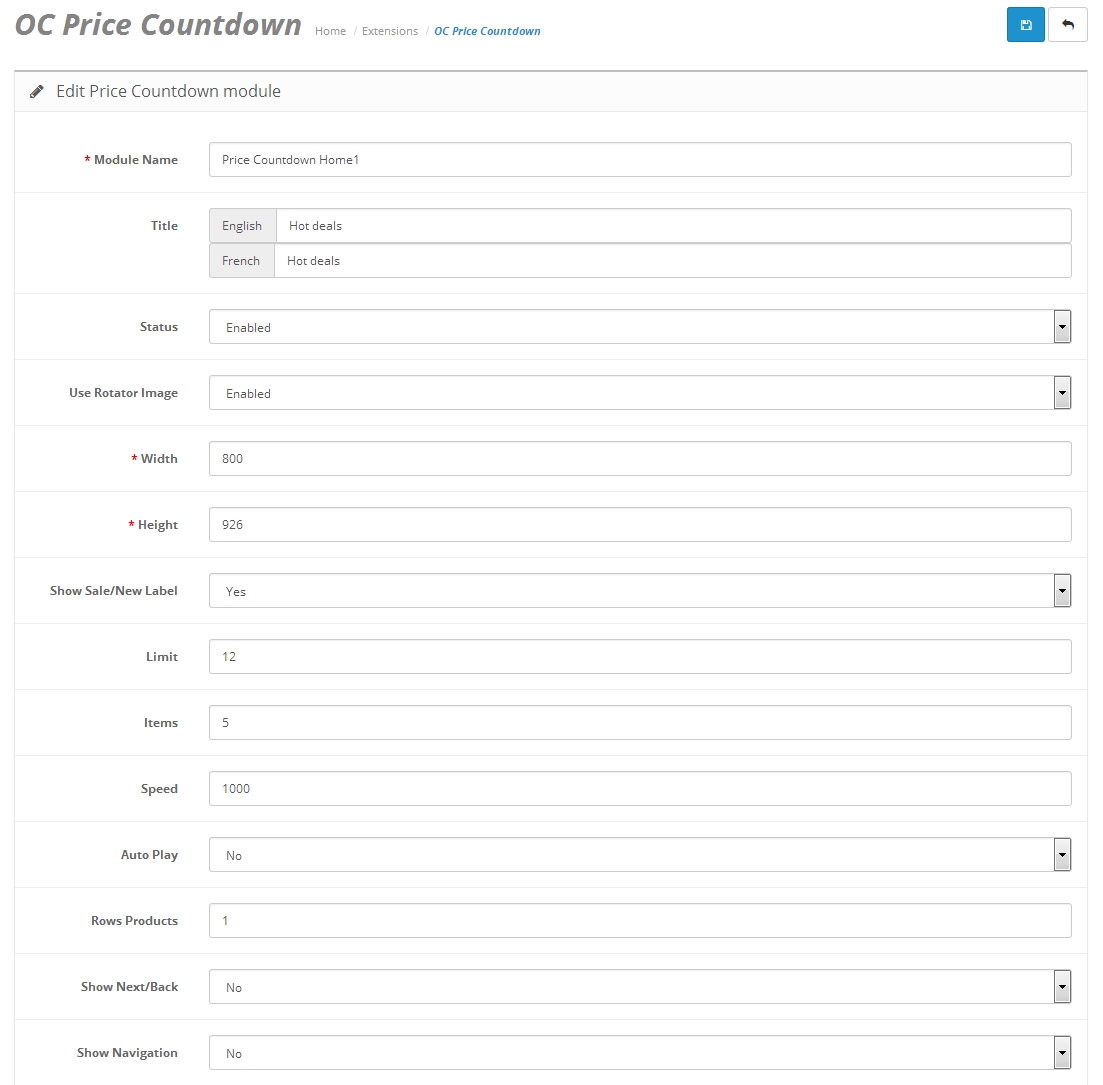 OC Price Countdown Home / Extensions / OC Price Countdown
Edit Price Countdown module
* Module Name Price Countdown Home1
Title English Hot deals
French Hot deals
Status Enabled
Use Rotator Image Enabled
* Width 800
* Height 926
Show Sale/New Label Yes
Limit 12
Items 5
Speed 1000
Auto Play No
Rows Products 1
Show Next/Back No
Show Navigation No